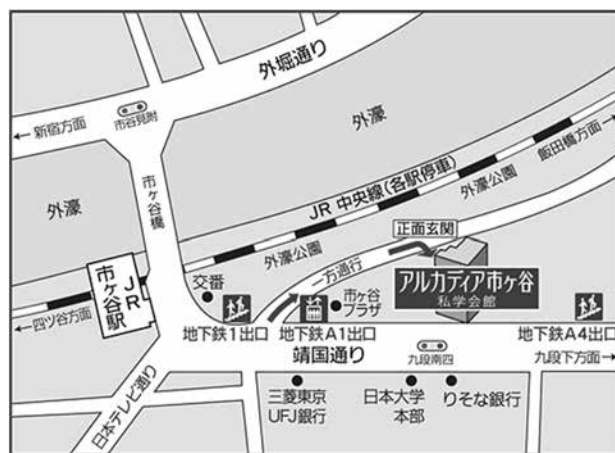 外堀通り
←新宿方面
市谷見附
外濠
飯田橋方面→
市ヶ谷橋
JR 中央線(各駅停車)
外濠公園
外濠
正面玄関
外濠公園
一方通行
アルカディア市ヶ谷
私学会館
JR
市ヶ谷駅
交番
市ヶ谷
プラザ
←四ツ谷方面
地下鉄1出口
地下鉄A1出口
地下鉄A4出口
靖国通り
九段南四
九段下方面→
日本テレビ通り
三菱東京
UFJ銀行
日本大学
本部
りそな銀行